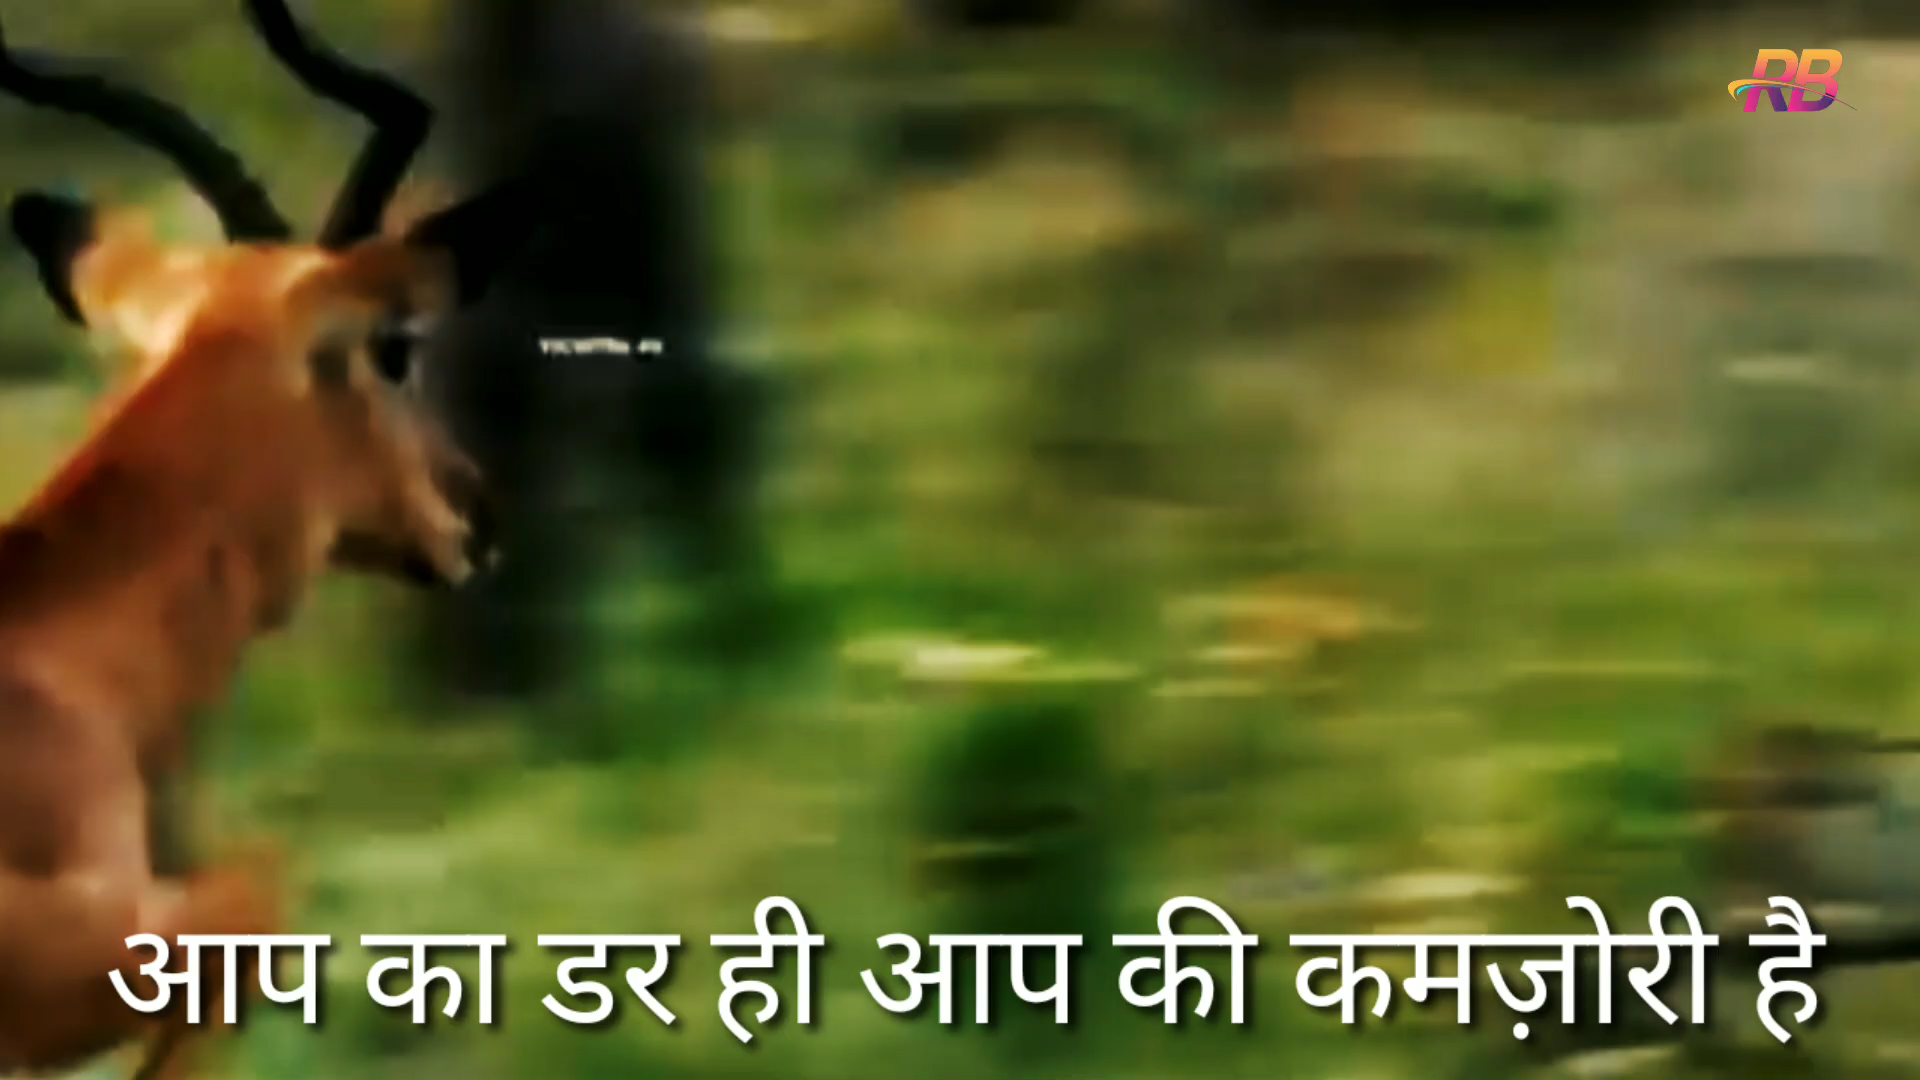 RB
आप का डर ही आप की कमज़ोरी है